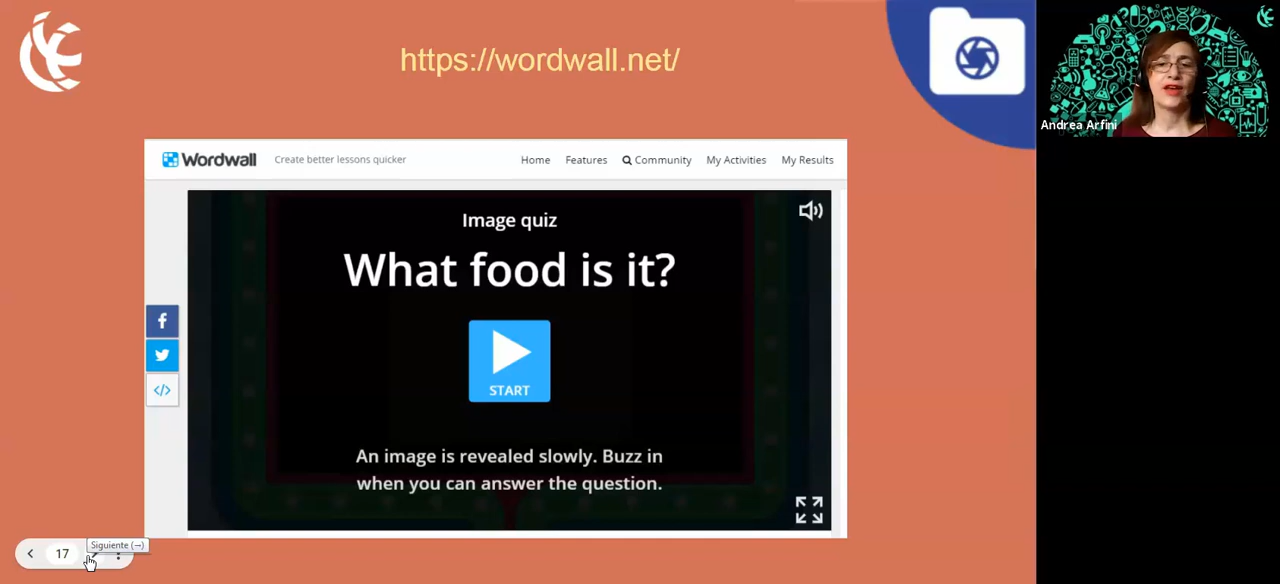 https://wordwall.net/
Andrea Arfini
Wordwall
Create better lessons quicker
Home
Features
Community
My Activities
My Results
Image quiz
What food is it?
START
An image is revealed slowly. Buzz in
when you can answer the question.
f
</>
17
Siguiente (→)